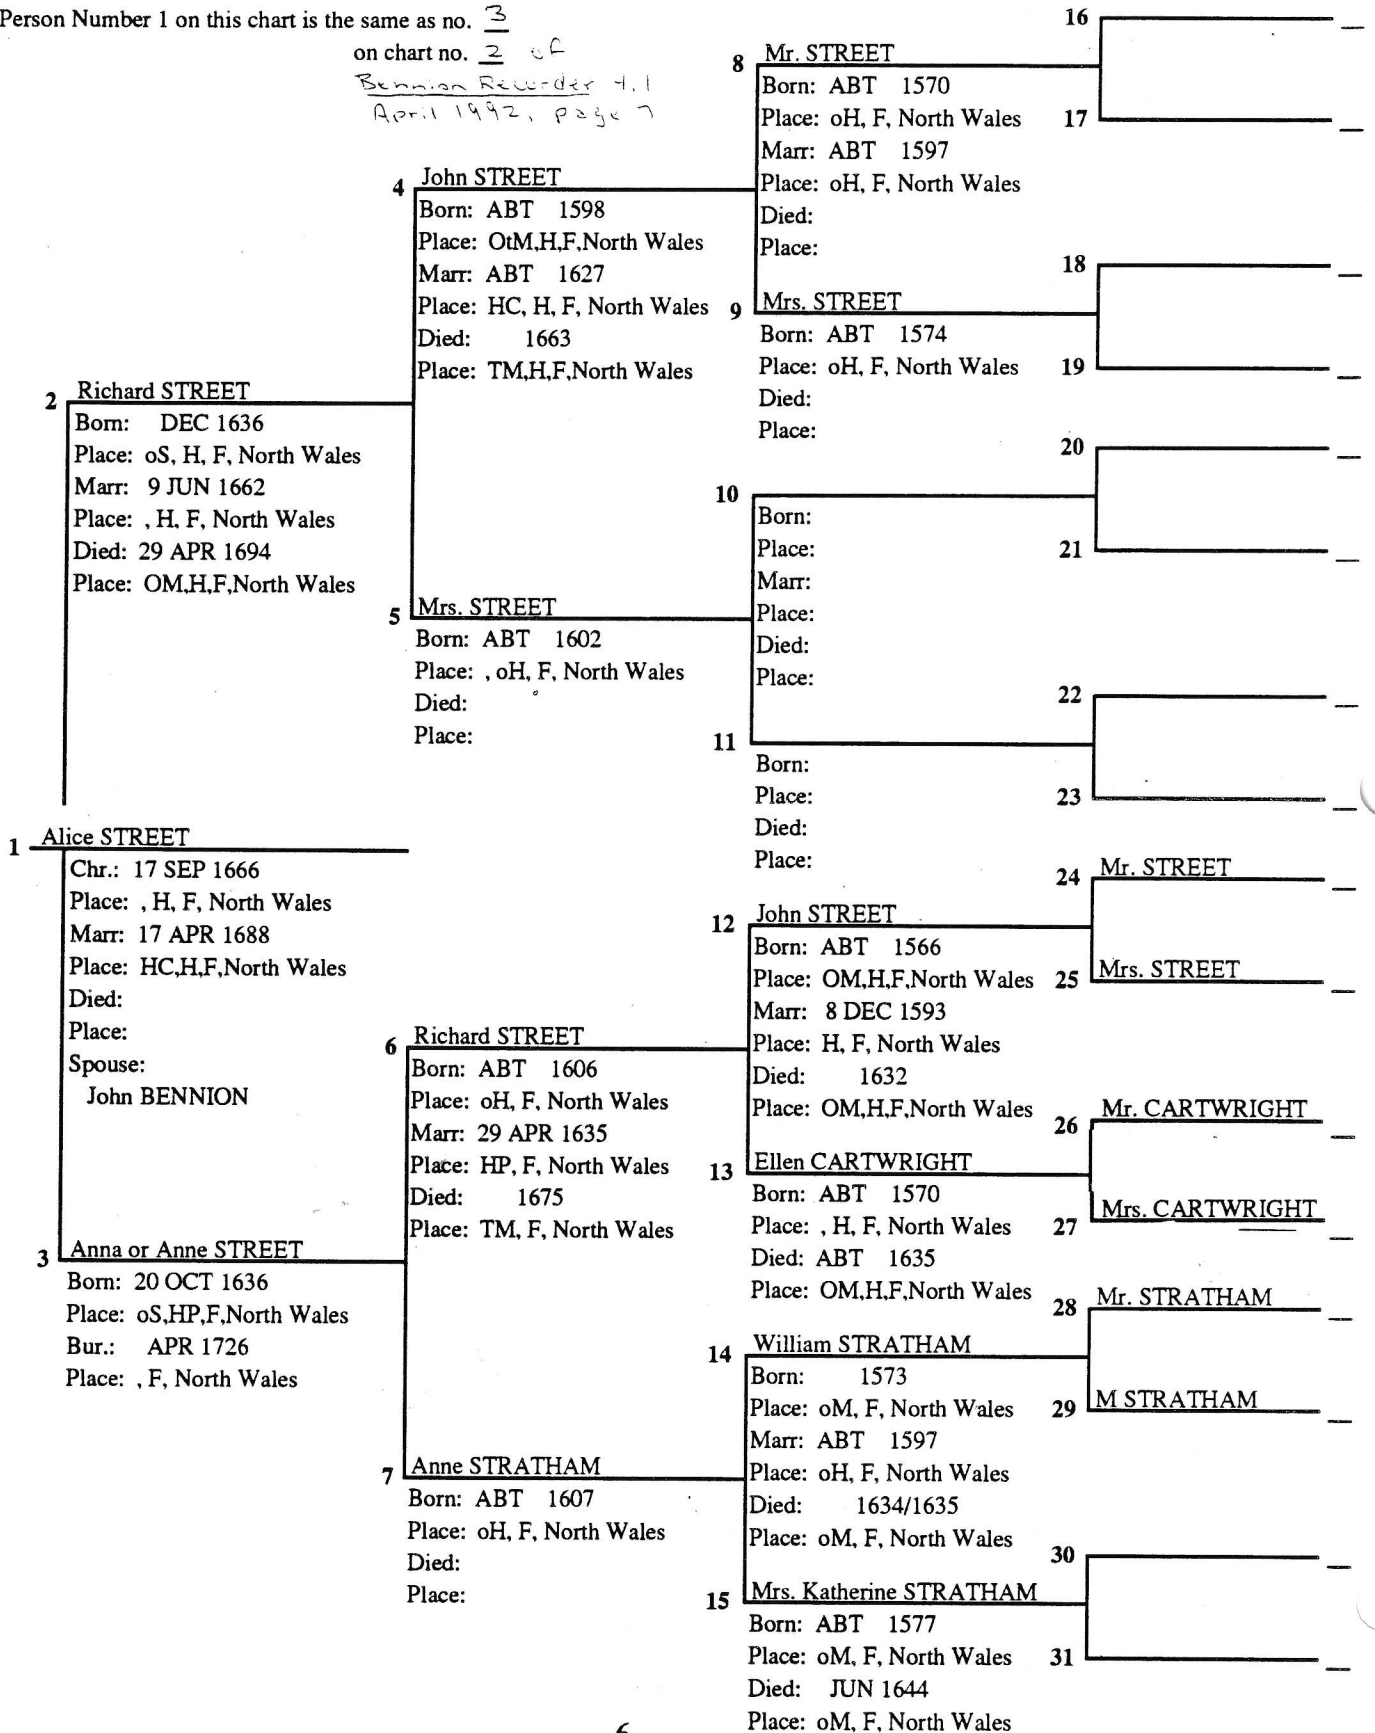 Person Number 1 on this chart is the same as no. 3
on chart no. 2 of
Bennion Recorder 4.1
April 1992, page 7
1 Alice STREET
Chr.: 17 SEP 1666
Place: , H, F, North Wales
Marr: 17 APR 1688
Place: HC,H,F,North Wales
Died:
Place:
Spouse:
John BENNION
2 Richard STREET
Born: DEC 1636
Place: oS, H, F, North Wales
Marr: 9 JUN 1662
Place: , H, F, North Wales
Died: 29 APR 1694
Place: OM,H,F,North Wales
3 Anna or Anne STREET
Born: 20 OCT 1636
Place: oS,HP,F,North Wales
Bur.: APR 1726
Place: , F, North Wales
4 John STREET
Born: ABT 1598
Place: OtM,H,F,North Wales
Marr: ABT 1627
Place: HC, H, F, North Wales
Died: 1663
Place: TM,H,F,North Wales
5 Mrs. STREET
Born: ABT 1602
Place: , oH, F, North Wales
Died:
Place:
6 Richard STREET
Born: ABT 1606
Place: oH, F, North Wales
Marr: 29 APR 1635
Place: HP, F, North Wales
Died: 1675
Place: TM, F, North Wales
7 Anne STRATHAM
Born: ABT 1607
Place: oH, F, North Wales
Died:
Place:
8 Mr. STREET
Born: ABT 1570
Place: oH, F, North Wales
Marr: ABT 1597
Place: oH, F, North Wales
Died:
Place:
9 Mrs. STREET
Born: ABT 1574
Place: oH, F, North Wales
Died:
Place:
10
Born:
Place:
Marr:
Place:
Died:
Place:
11
Born:
Place:
Died:
Place:
12 John STREET
Born: ABT 1566
Place: OM,H,F,North Wales
Marr: 8 DEC 1593
Place: H, F, North Wales
Died: 1632
Place: OM,H,F,North Wales
13 Ellen CARTWRIGHT
Born: ABT 1570
Place: , H, F, North Wales
Died: ABT 1635
Place: OM,H,F,North Wales
14 William STRATHAM
Born: 1573
Place: oM, F, North Wales
Marr: ABT 1597
Place: oH, F, North Wales
Died: 1634/1635
Place: oM, F, North Wales
15 Mrs. Katherine STRATHAM
Born: ABT 1577
Place: oM, F, North Wales
Died: JUN 1644
Place: oM, F, North Wales
16
17
18
19
20
21
22
23
24 Mr. STREET
25 Mrs. STREET
26 Mr. CARTWRIGHT
27 Mrs. CARTWRIGHT
28 Mr. STRATHAM
29 M STRATHAM
30
31
6